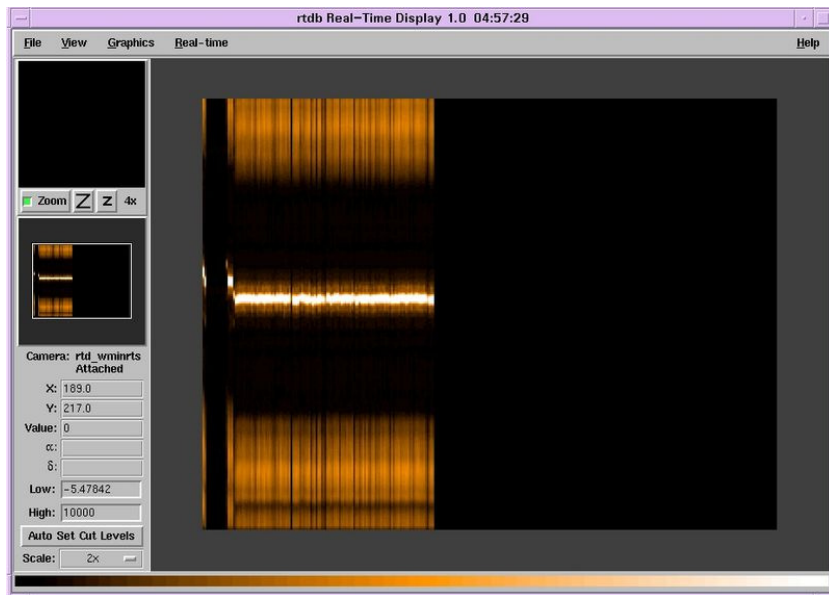 rtdb Real-Time Display 1.0 04:57:29
File View Graphics Real-time Help
Zoom Z z 4x
Camera: rtd_wminrts
Attached
X: 189.0
Y: 217.0
Value: 0
α:
δ:
Low: -5.47842
High: 10000
Auto Set Cut Levels
Scale: 2x